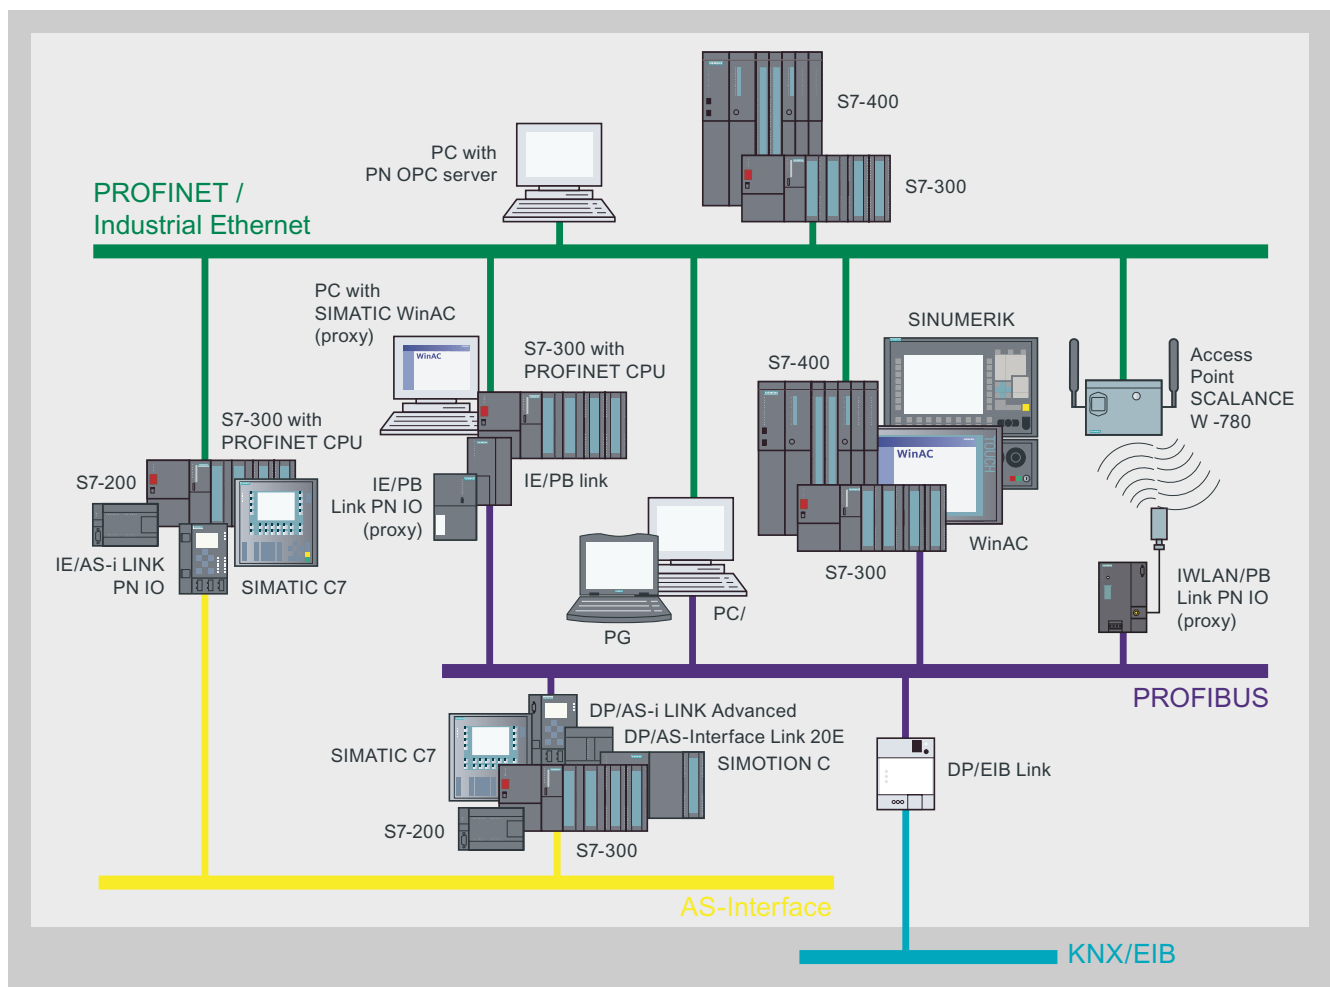 S7-400
PC with
PN OPC server
S7-300
PROFINET /
Industrial Ethernet
PC with
SIMATIC WinAC
(proxy)
WinAC
S7-300 with
PROFINET CPU
SINUMERIK
S7-400
Access
Point
SCALANCE
W -780
S7-300 with
PROFINET CPU
S7-200
IE/PB
Link PN IO
(proxy)
IE/PB link
WinAC
TOUCH
WinAC
S7-300
IE/AS-i LINK
PN IO
SIMATIC C7
PG
PC/
IWLAN/PB
Link PN IO
(proxy)
PROFIBUS
DP/AS-i LINK Advanced
DP/AS-Interface Link 20E
SIMATIC C7
SIMOTION C
DP/EIB Link
S7-200
S7-300
AS-Interface
KNX/EIB